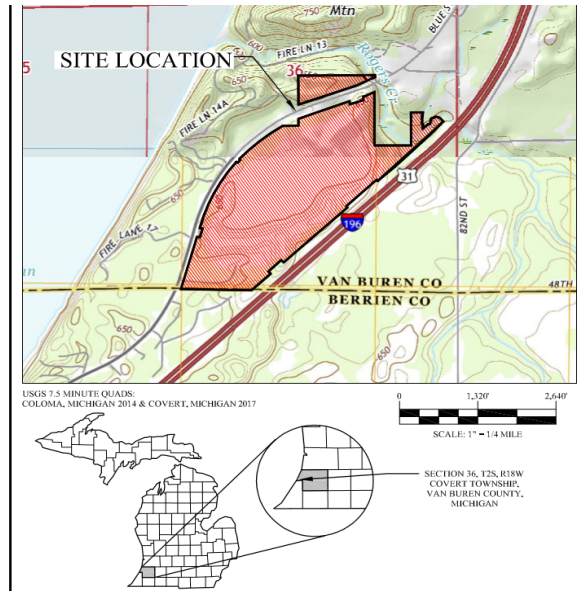 750
Mtn
BLUE S
600
FIRE LN 13
5
SITE LOCATION
36
Rogers Cr
FIRE LN 14A
650
650
31
196
82ND ST
FIRE LANE 17
650
VAN BUREN CO
48TH
BERRIEN CO
650
USGS 7.5 MINUTE QUADS:
COLOMA, MICHIGAN 2014 & COVERT, MICHIGAN 2017
0 1,320' 2,640'
SCALE: 1" = 1/4 MILE
SECTION 36, T2S, R18W
COVERT TOWNSHIP,
VAN BUREN COUNTY,
MICHIGAN